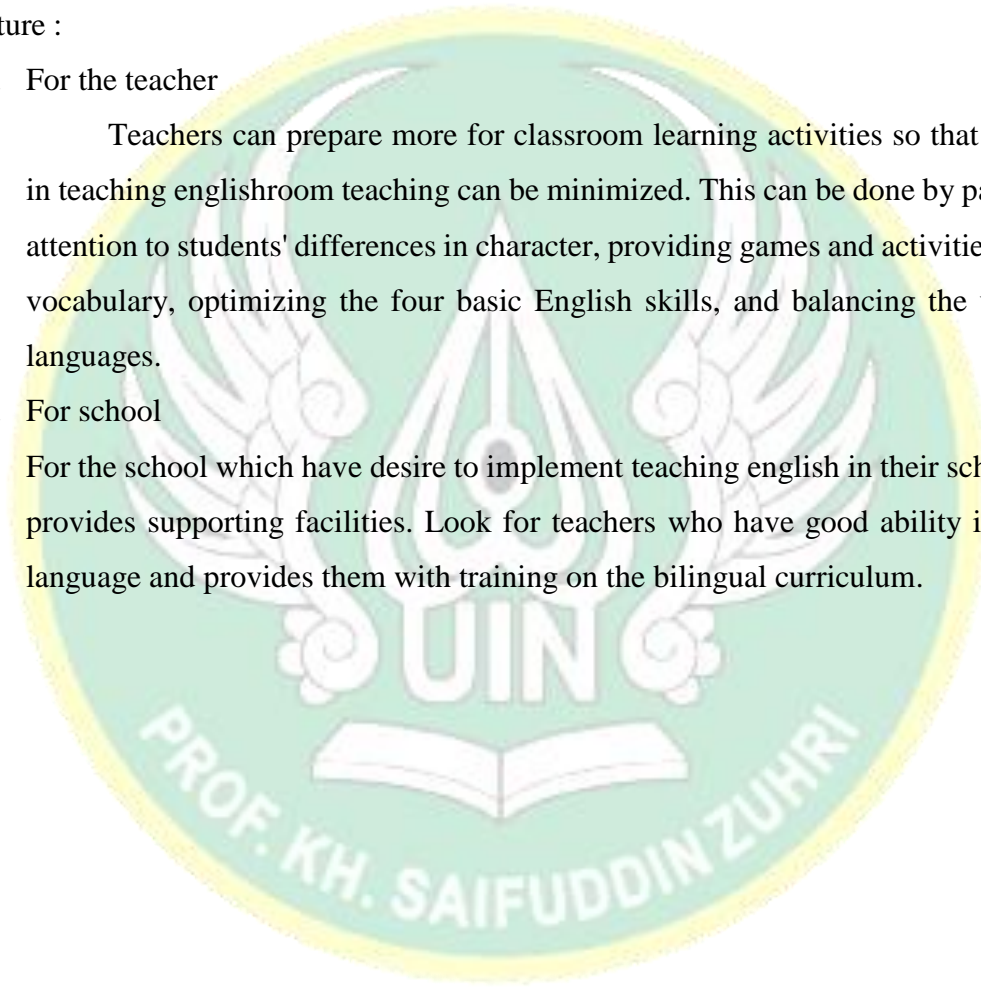 ture :
For the teacher
Teachers can prepare more for classroom learning activities so that
in teaching englishroom teaching can be minimized. This can be done by pa
attention to students' differences in character, providing games and activitie
vocabulary, optimizing the four basic English skills, and balancing the
languages.
For school
For the school which have desire to implement teaching english in their sch
provides supporting facilities. Look for teachers who have good ability i
language and provides them with training on the bilingual curriculum.
UIN
PROF. KH. SAIFUDDIN ZUHRI